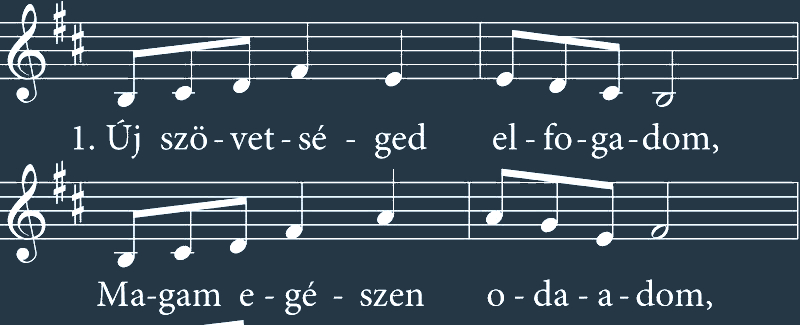 1. Új szö - vet - sé - ged el - fo - ga - dom,
Ma - gam e - gé - szen o - da - a - dom,